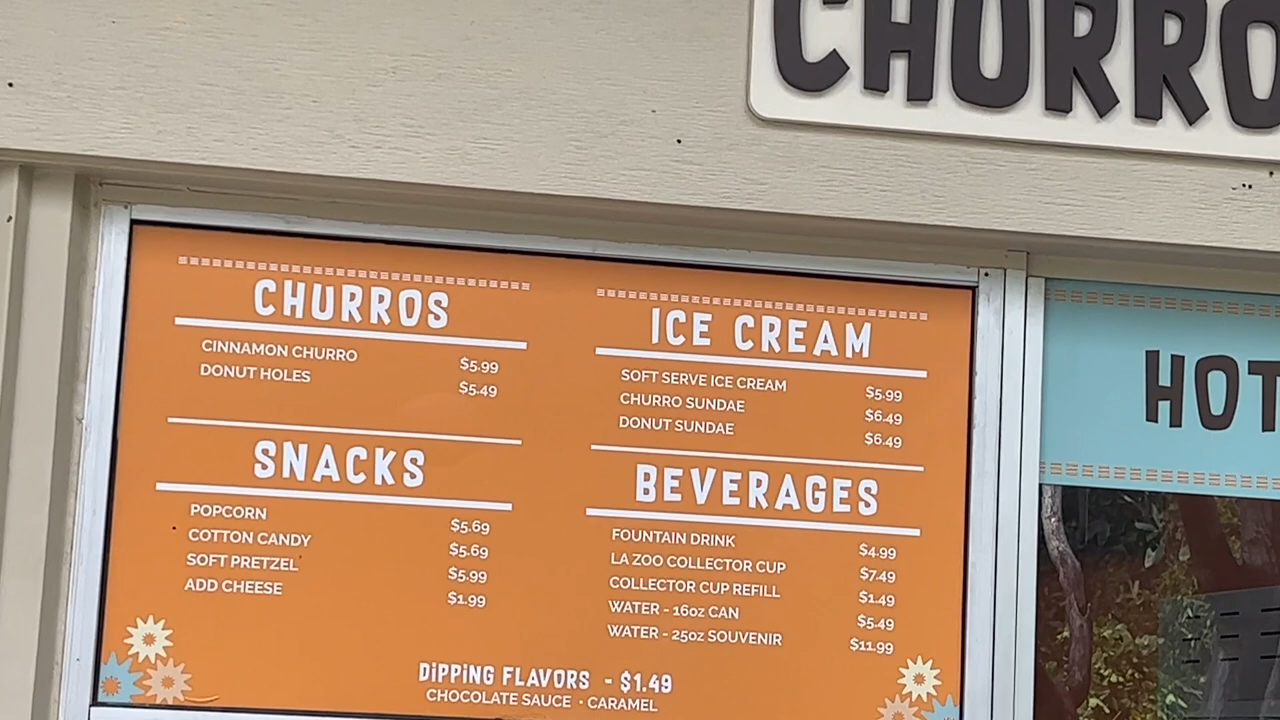 CHURRO
CHURROS
CINNAMON CHURRO $5.99
DONUT HOLES $5.49
SNACKS
POPCORN $5.69
COTTON CANDY $5.69
SOFT PRETZEL $5.99
ADD CHEESE $1.99
ICE CREAM
SOFT SERVE ICE CREAM $5.99
CHURRO SUNDAE $6.49
DONUT SUNDAE $6.49
BEVERAGES
FOUNTAIN DRINK $4.99
LA ZOO COLLECTOR CUP $7.49
COLLECTOR CUP REFILL $1.49
WATER - 16oz CAN $5.49
WATER - 25oz SOUVENIR $11.99
DIPPING FLAVORS - $1.49
CHOCOLATE SAUCE · CARAMEL
HOT